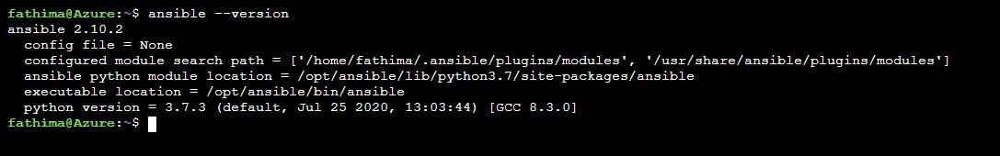 fathima@Azure:~$ ansible --version
ansible 2.10.2
  config file = None
  configured module search path = ['/home/fathima/.ansible/plugins/modules', '/usr/share/ansible/plugins/modules']
  ansible python module location = /opt/ansible/lib/python3.7/site-packages/ansible
  executable location = /opt/ansible/bin/ansible
  python version = 3.7.3 (default, Jul 25 2020, 13:03:44) [GCC 8.3.0]
fathima@Azure:~$